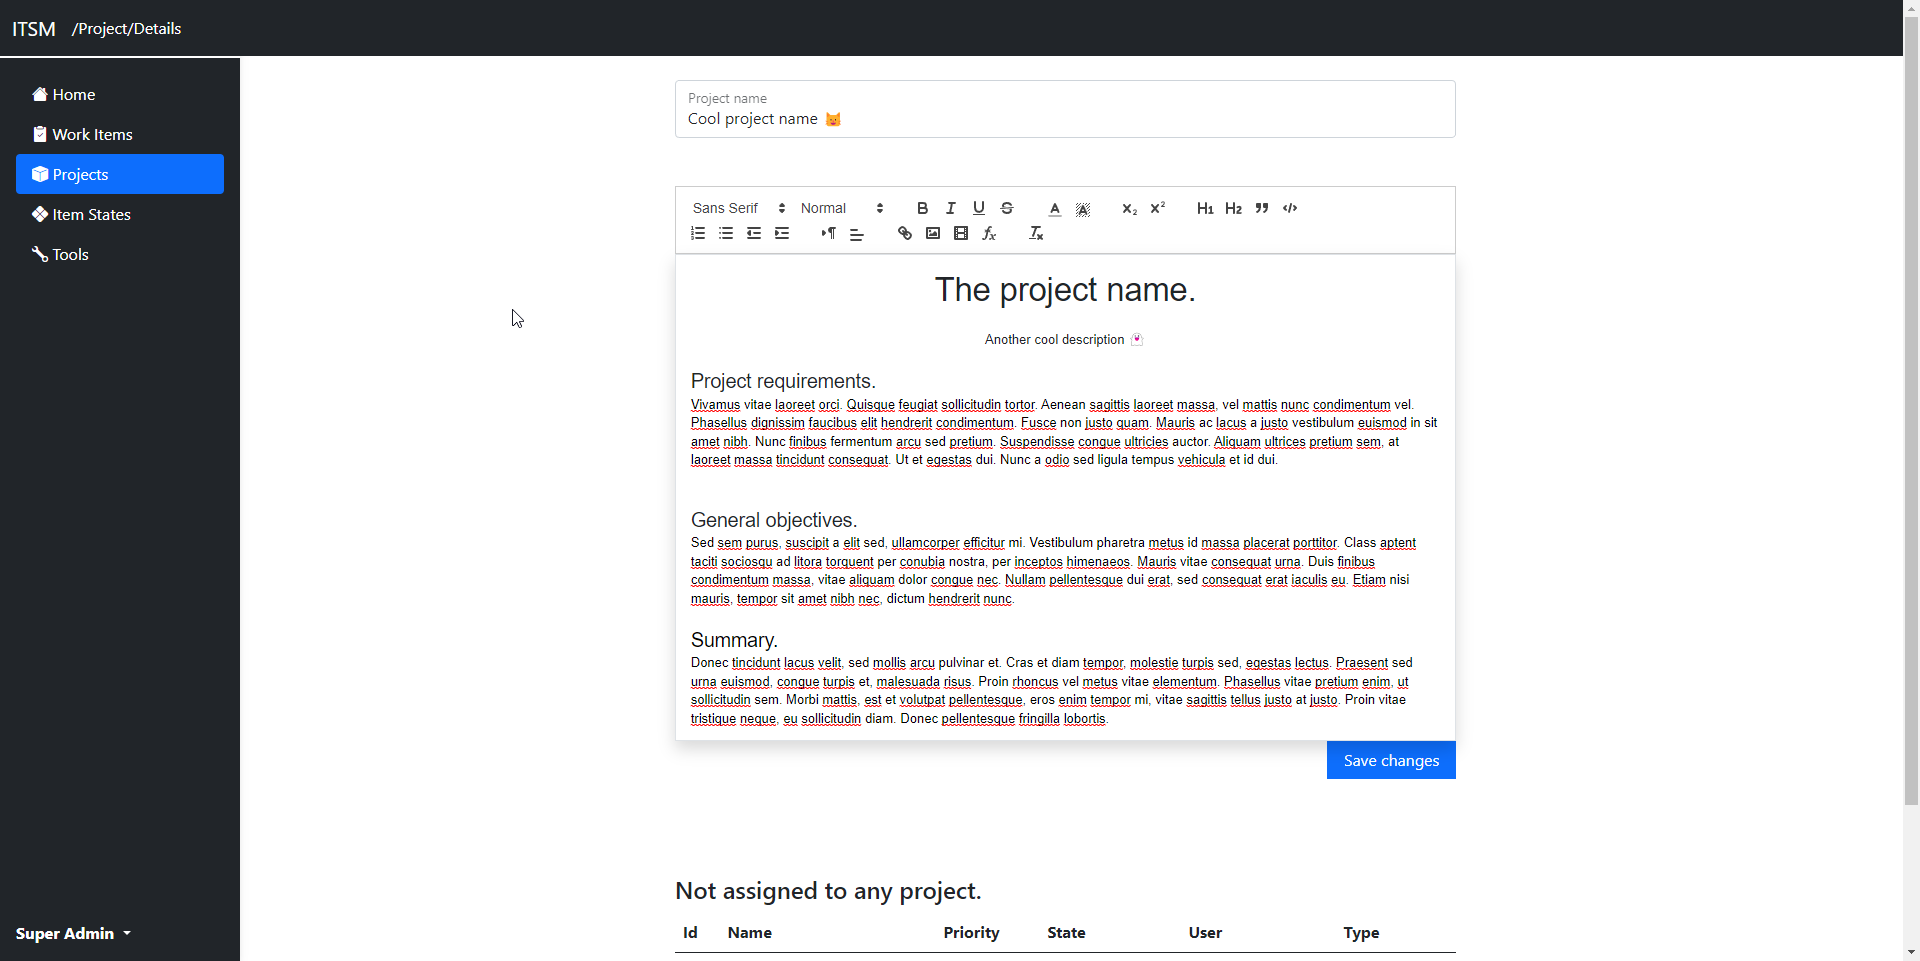 ITSM /Project/Details
Home
Work Items
Projects
Item States
Tools
Super Admin
Project name
Cool project name 😺
Sans Serif Normal B I U S A A X₂ X² H1 H2
The project name.
Another cool description 👻
Project requirements.
Vivamus vitae laoreet orci. Quisque feugiat sollicitudin tortor. Aenean sagittis laoreet massa, vel mattis nunc condimentum vel.
Phasellus dignissim faucibus elit hendrerit condimentum. Fusce non justo quam. Mauris ac lacus a justo vestibulum euismod in sit
amet nibh. Nunc finibus fermentum arcu sed pretium. Suspendisse congue ultricies auctor. Aliquam ultrices pretium sem, at
laoreet massa tincidunt consequat. Ut et egestas dui. Nunc a odio sed ligula tempus vehicula et id dui.
General objectives.
Sed sem purus, suscipit a elit sed, ullamcorper efficitur mi. Vestibulum pharetra metus id massa placerat porttitor. Class aptent
taciti sociosqu ad litora torquent per conubia nostra, per inceptos himenaeos. Mauris vitae consequat urna. Duis finibus
condimentum massa, vitae aliquam dolor congue nec. Nullam pellentesque dui erat, sed consequat erat iaculis eu. Etiam nisi
mauris, tempor sit amet nibh nec, dictum hendrerit nunc.
Summary.
Donec tincidunt lacus velit, sed mollis arcu pulvinar et. Cras et diam tempor, molestie turpis sed, egestas lectus. Praesent sed
urna euismod, congue turpis et, malesuada risus. Proin rhoncus vel metus vitae elementum. Phasellus vitae pretium enim, ut
sollicitudin sem. Morbi mattis, est et volutpat pellentesque, eros enim tempor mi, vitae sagittis tellus justo at justo. Proin vitae
tristique neque, eu sollicitudin diam. Donec pellentesque fringilla lobortis.
Save changes
Not assigned to any project.
Id Name Priority State User Type